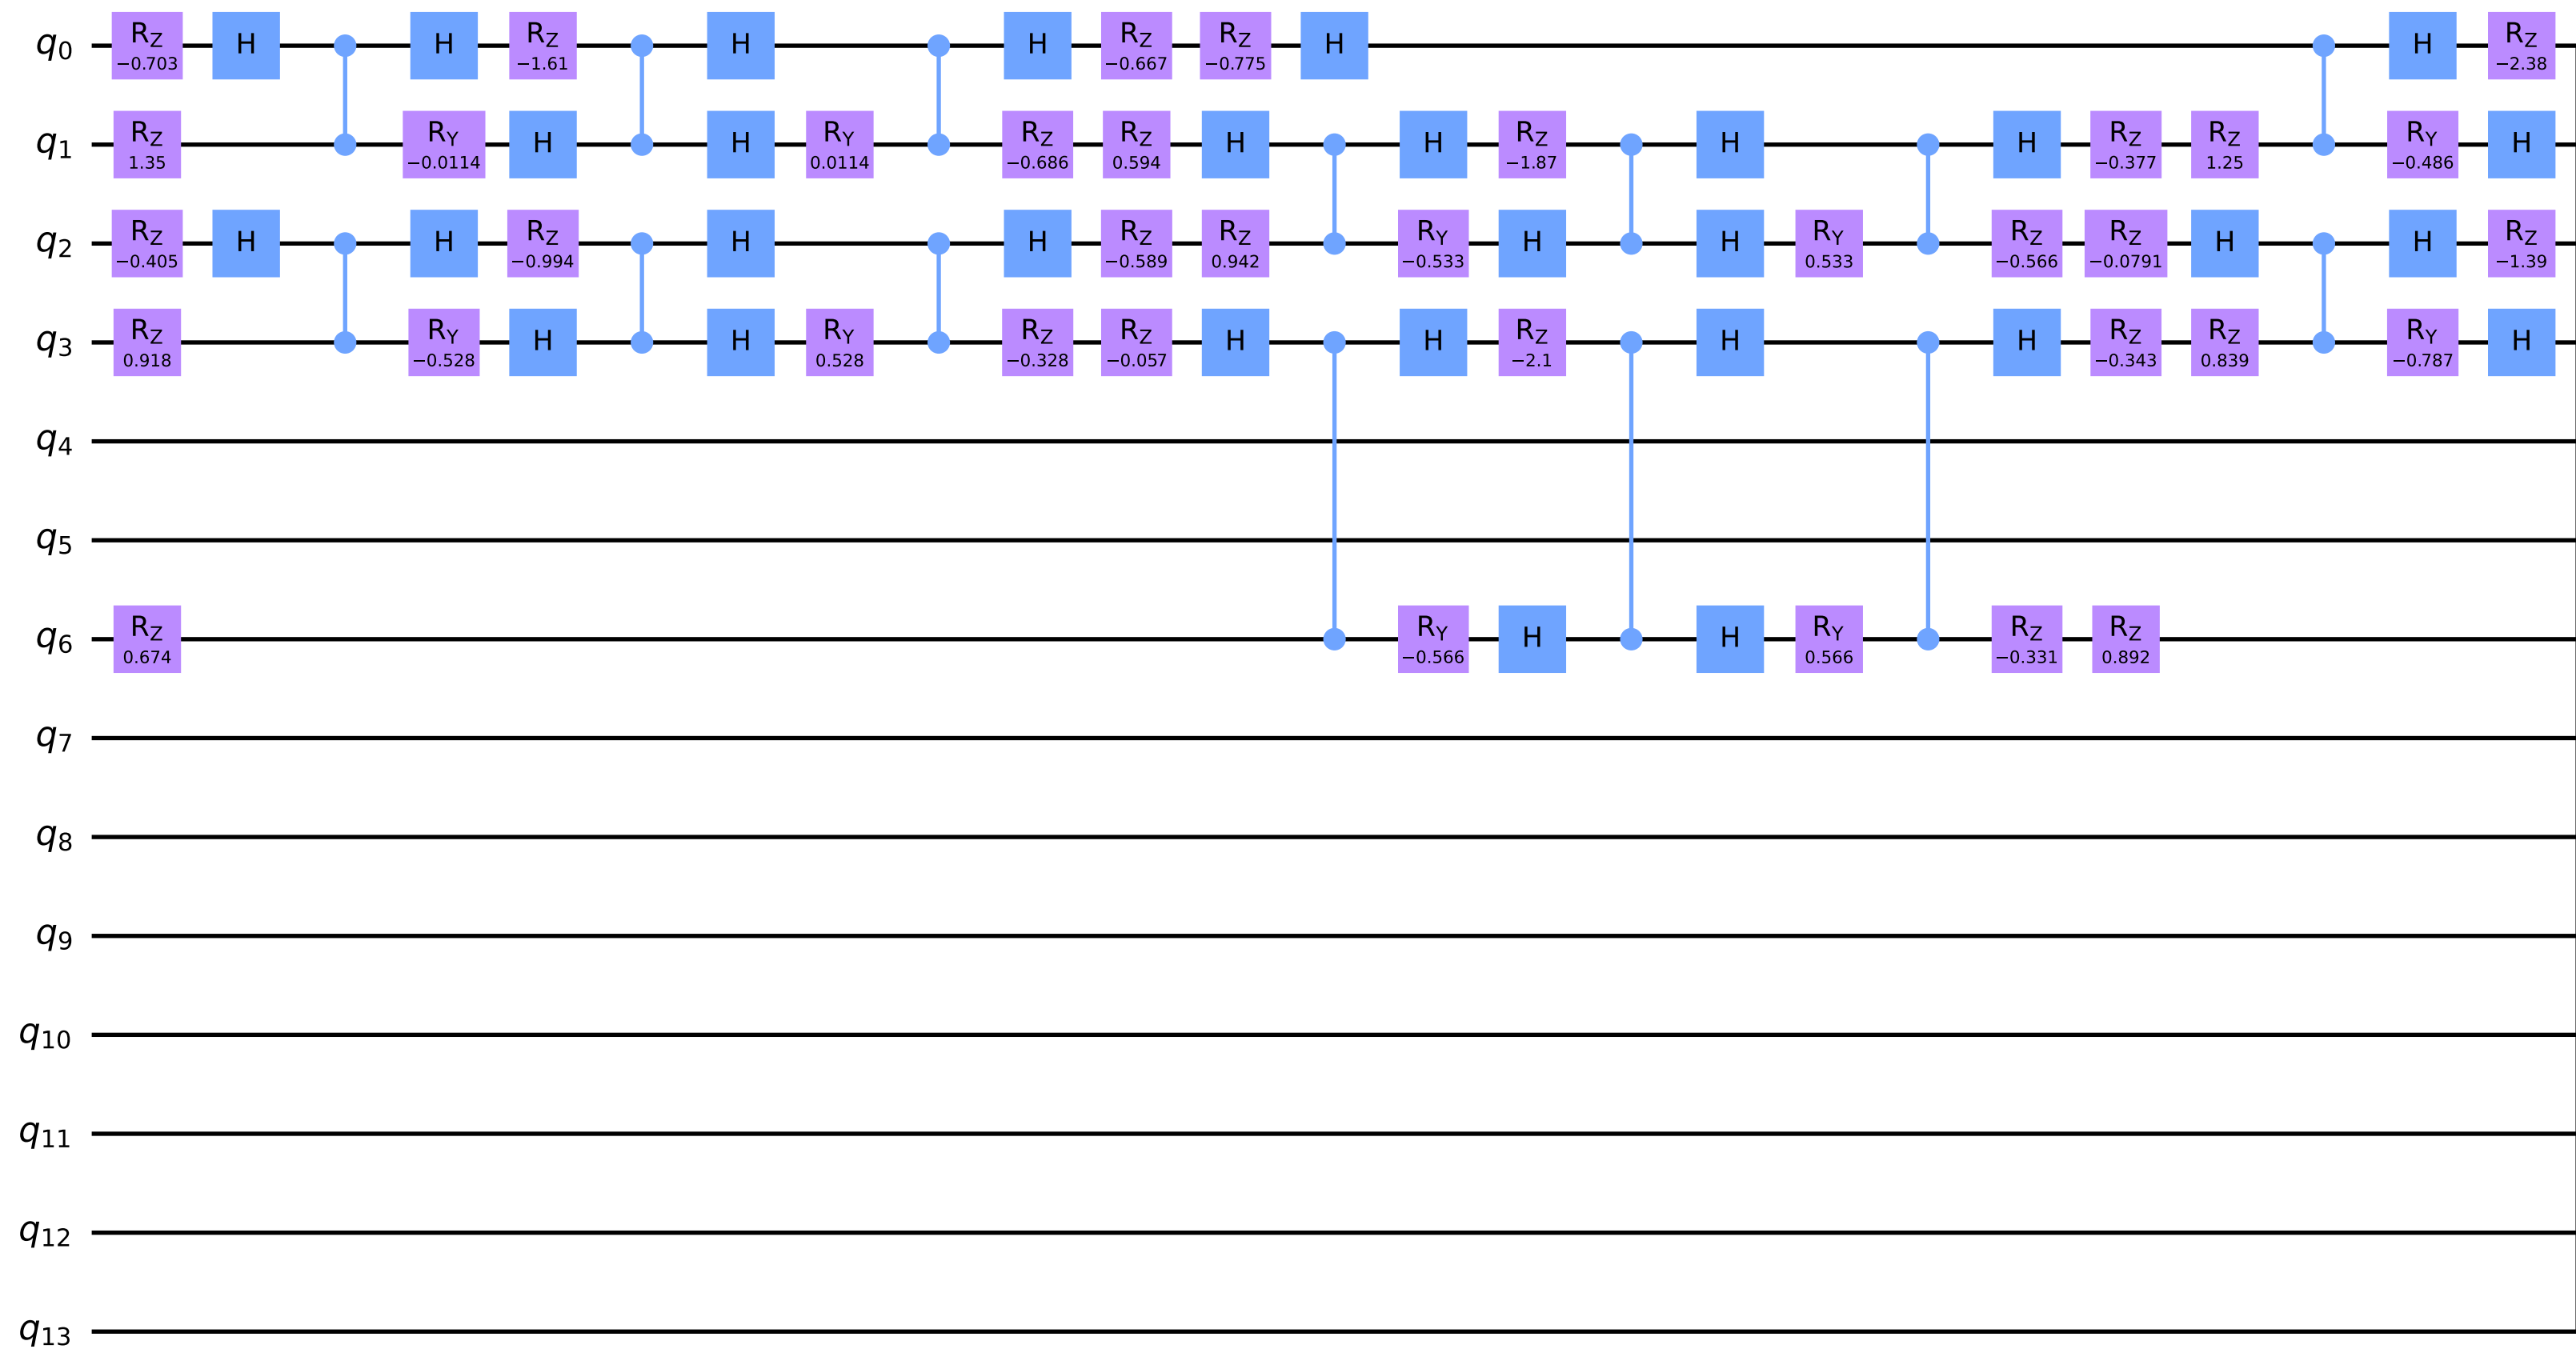 q0 RZ −0.703 H H RZ −1.61 H H RZ −0.667 RZ −0.775 H H RZ −2.38
q1 RZ 1.35 RY −0.0114 H H RY 0.0114 RZ −0.686 RZ 0.594 H H RZ −1.87 H H RZ −0.377 RZ 1.25 RY −0.486 H
q2 RZ −0.405 H H RZ −0.994 H H RZ −0.589 RZ 0.942 RY −0.533 H H RY 0.533 RZ −0.566 RZ −0.0791 H H RZ −1.39
q3 RZ 0.918 RY −0.528 H H RY 0.528 RZ −0.328 RZ −0.057 H H RZ −2.1 H H RZ −0.343 RZ 0.839 RY −0.787 H
q4
q5
q6 RZ 0.674 RY −0.566 H H RY 0.566 RZ −0.331 RZ 0.892
q7
q8
q9
q10
q11
q12
q13